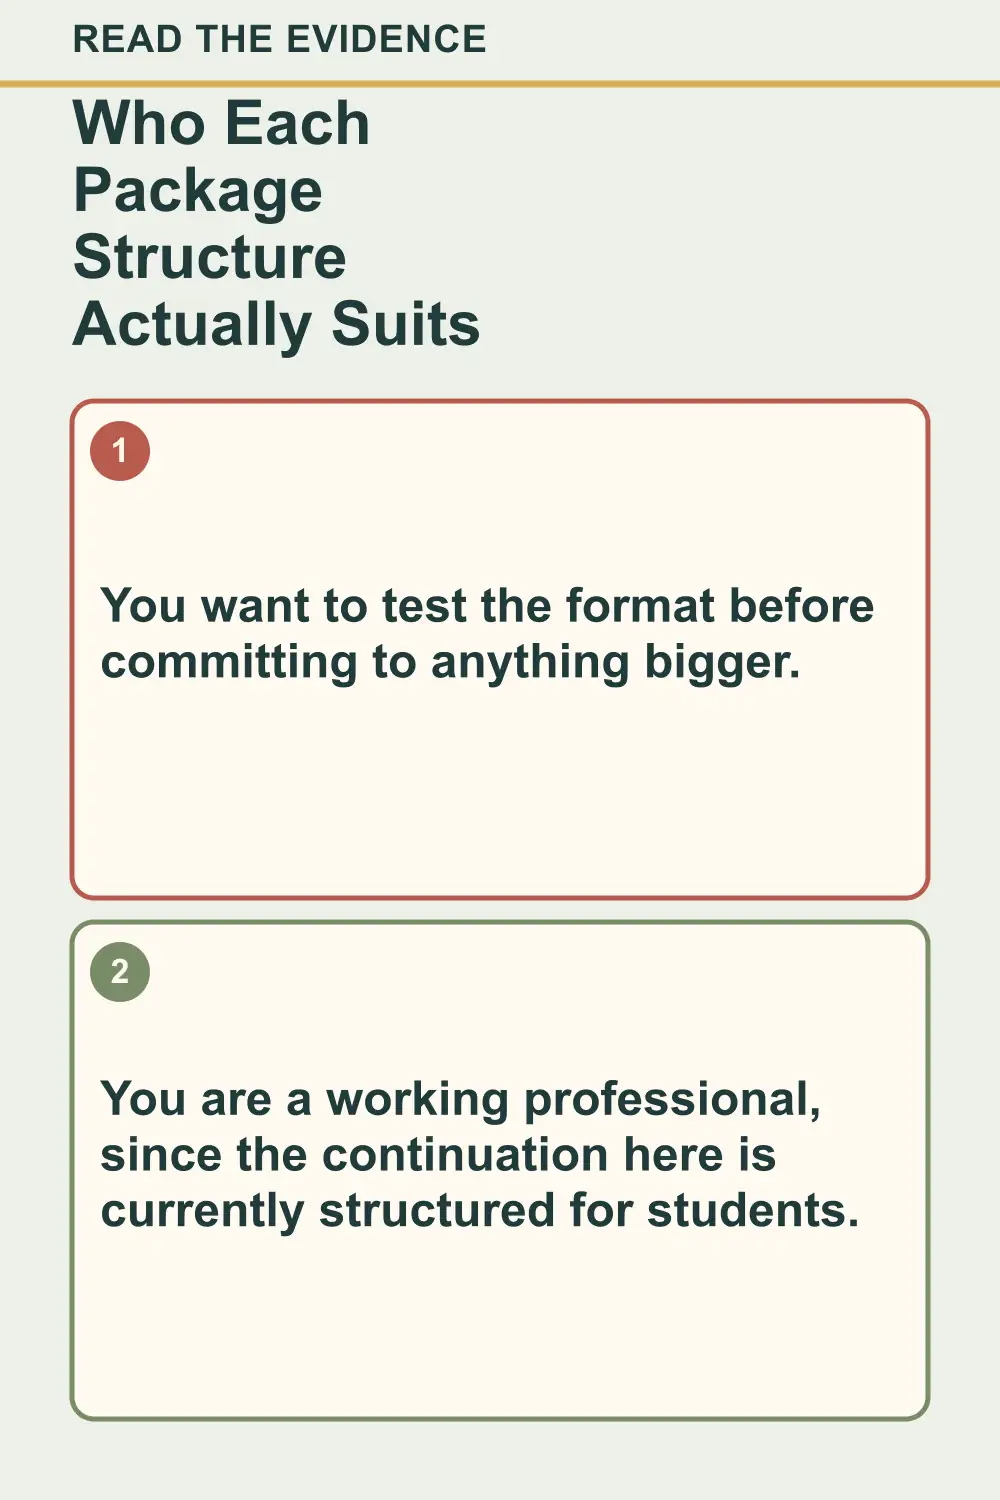 READ THE EVIDENCE
Who Each
Package
Structure
Actually Suits
1
You want to test the format before
committing to anything bigger.
2
You are a working professional,
since the continuation here is
currently structured for students.